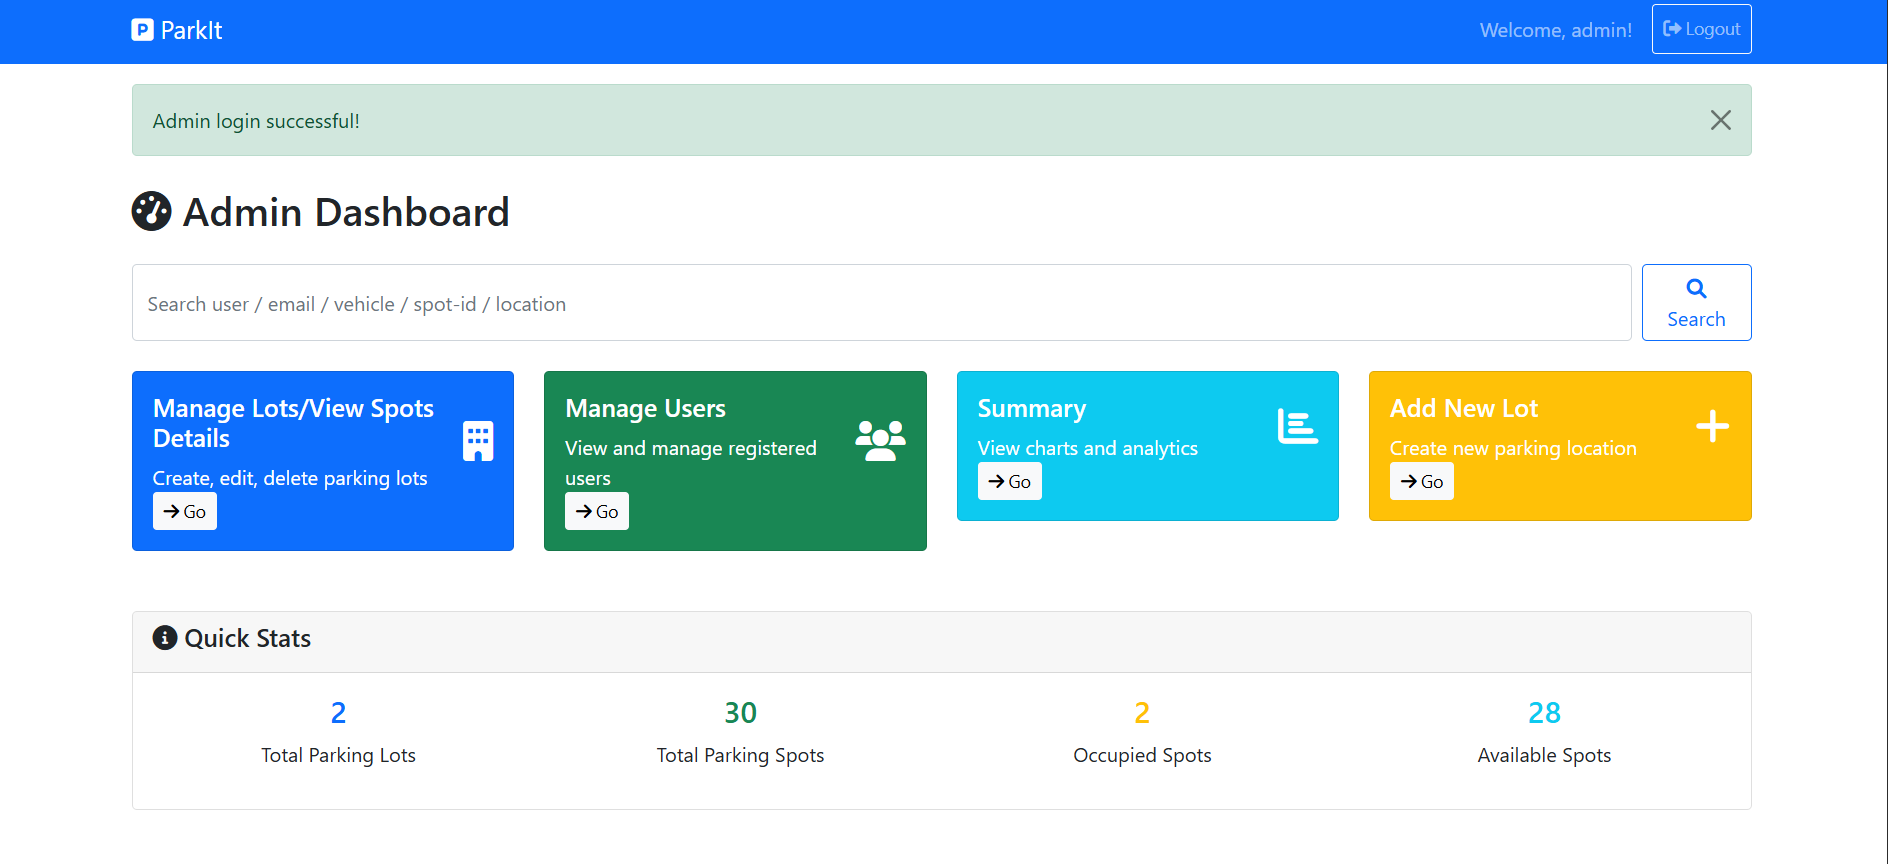 P ParkIt
Welcome, admin!
Logout
Admin login successful!
Admin Dashboard
Search user / email / vehicle / spot-id / location
Search
Manage Lots/View Spots
Details
Create, edit, delete parking lots
Go
Manage Users
View and manage registered
users
Go
Summary
View charts and analytics
Go
Add New Lot
Create new parking location
Go
Quick Stats
2
Total Parking Lots
30
Total Parking Spots
2
Occupied Spots
28
Available Spots